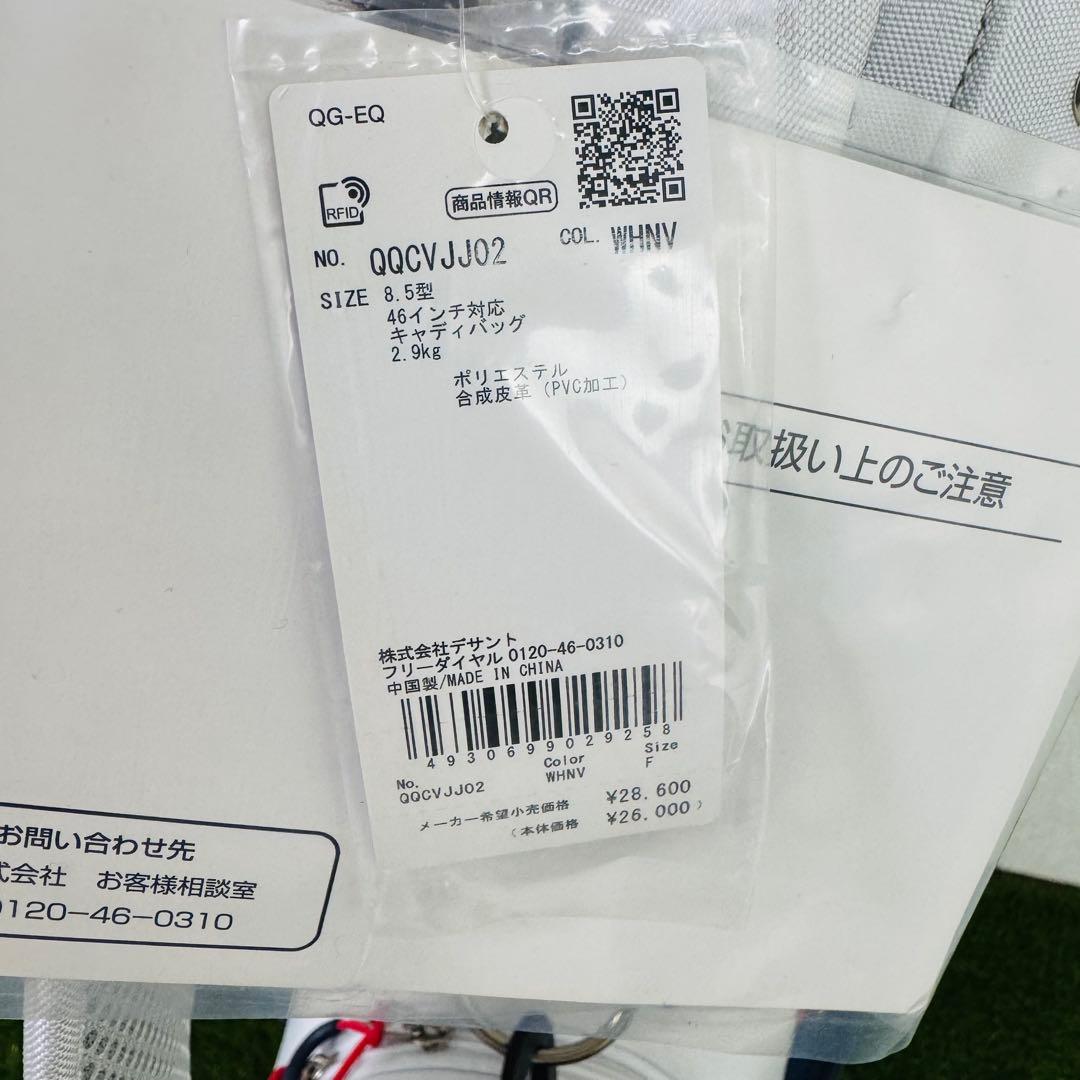 QG-EQ
RFID
商品情報QR
NO. QQCVJJ02 COL. WHNV
SIZE 8.5型
46インチ対応
キャディバッグ
2.9kg
ポリエステル
合成皮革 (PVC加工)
株式会社デサント
フリーダイヤル 0120-46-0310
中国製/MADE IN CHINA
4930699029258
No. Color Size
QQCVJJ02 WHNV F
メーカー希望小売価格 ¥28.600
(本体価格 ¥26.000)
取扱い上のご注意
お問い合わせ先
式会社 お客様相談室
0120-46-0310